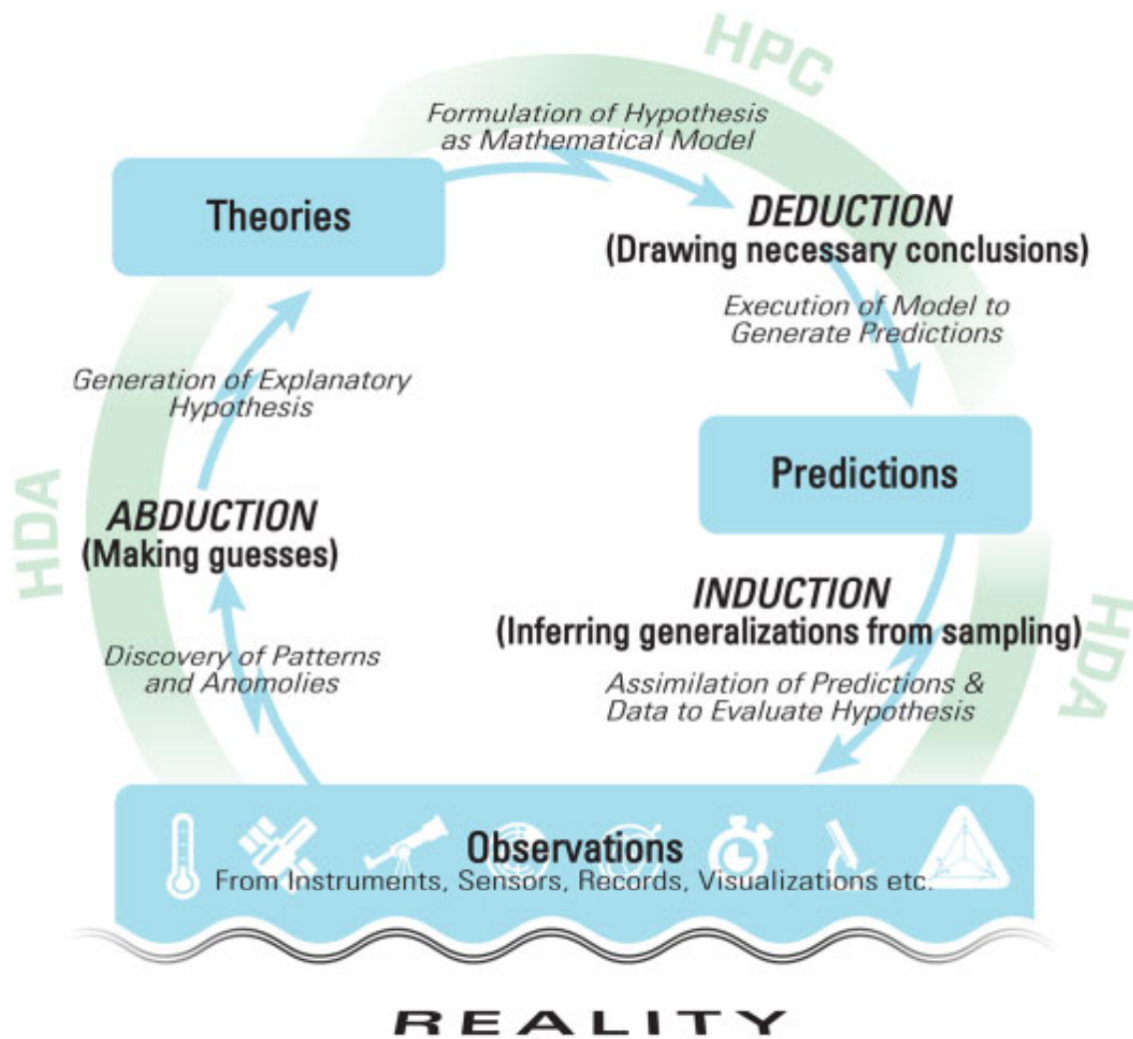 HPC
Formulation of Hypothesis
as Mathematical Model
Theories
DEDUCTION
(Drawing necessary conclusions)
Execution of Model to
Generate Predictions
Generation of Explanatory
Hypothesis
Predictions
HDA
ABDUCTION
(Making guesses)
INDUCTION
(Inferring generalizations from sampling)
HDA
Discovery of Patterns
and Anomolies
Assimilation of Predictions &
Data to Evaluate Hypothesis
Observations
From Instruments, Sensors, Records, Visualizations etc.
REALITY